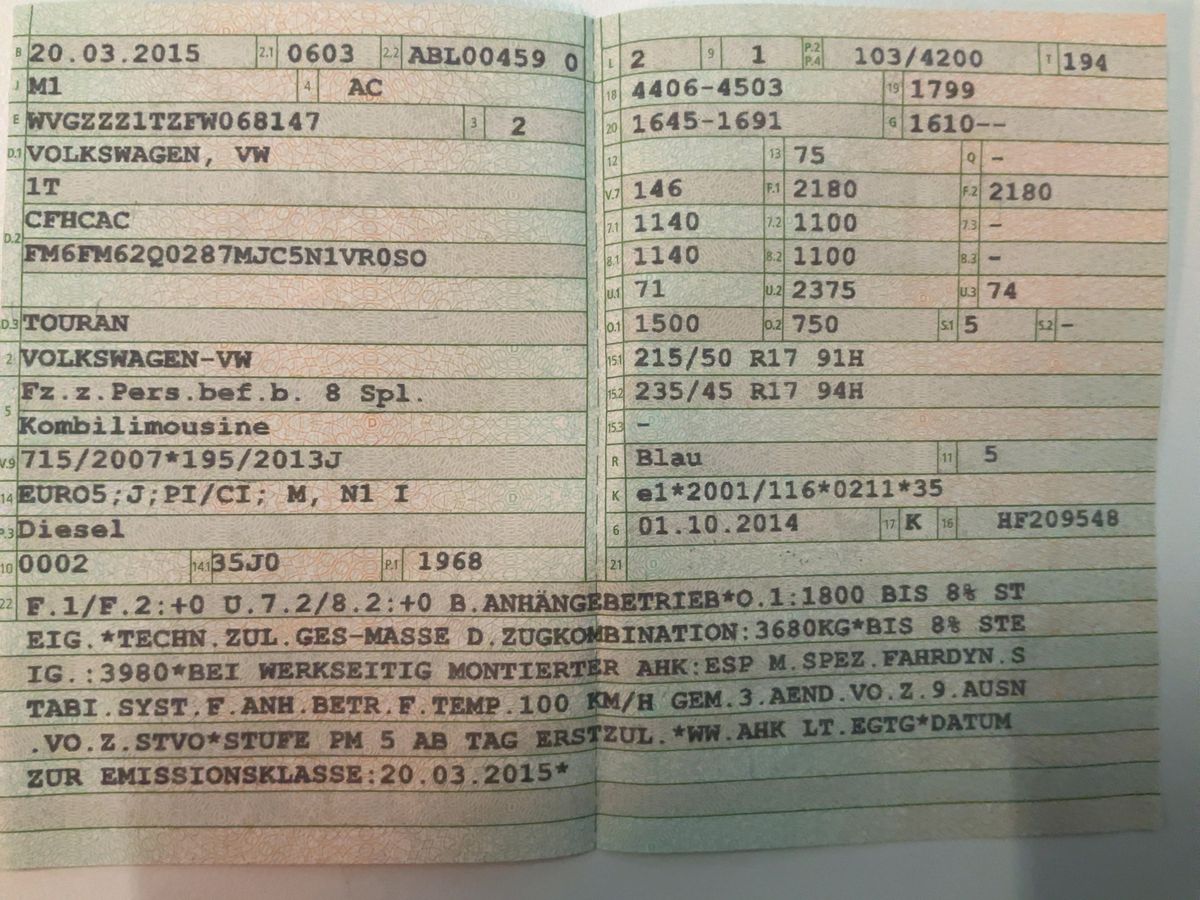 B 20.03.2015 2.1 0603 2.2 ABL00459 0
J M1 4 AC
E WVGZZZ1TZFW068147 3 2
D.1 VOLKSWAGEN, VW
1T
D.2 CFHCAC
FM6FM62Q0287MJC5N1VR0SO
D.3 TOURAN
2 VOLKSWAGEN-VW
5 Fz.z.Pers.bef.b. 8 Spl.
Kombilimousine
V.9 715/2007*195/2013J
14 EURO5;J;PI/CI; M, N1 I
P.3 Diesel
10 0002 14.1 35J0 P.1 1968
L 2 9 1 P.2 P.4 103/4200 T 194
18 4406-4503 19 1799
20 1645-1691 G 1610--
12 13 75 Q -
V.7 146 F.1 2180 F.2 2180
7.1 1140 7.2 1100 7.3 -
8.1 1140 8.2 1100 8.3 -
U.1 71 U.2 2375 U.3 74
O.1 1500 O.2 750 S.1 5 S.2 -
15.1 215/50 R17 91H
15.2 235/45 R17 94H
15.3 -
R Blau 11 5
K e1*2001/116*0211*35
6 01.10.2014 17 K 16 HF209548
21
22 F.1/F.2:+0 U.7.2/8.2:+0 B.ANHÄNGEBETRIEB*O.1:1800 BIS 8% ST
EIG.*TECHN.ZUL.GES-MASSE D.ZUGKOMBINATION:3680KG*BIS 8% STE
IG.:3980*BEI WERKSEITIG MONTIERTER AHK:ESP M.SPEZ.FAHRDYN.S
TABI.SYST.F.ANH.BETR.F.TEMP.100 KM/H GEM.3.AEND.VO.Z.9.AUSN
.VO.Z.STVO*STUFE PM 5 AB TAG ERSTZUL.*WW.AHK LT.EGTG*DATUM
ZUR EMISSIONSKLASSE:20.03.2015*